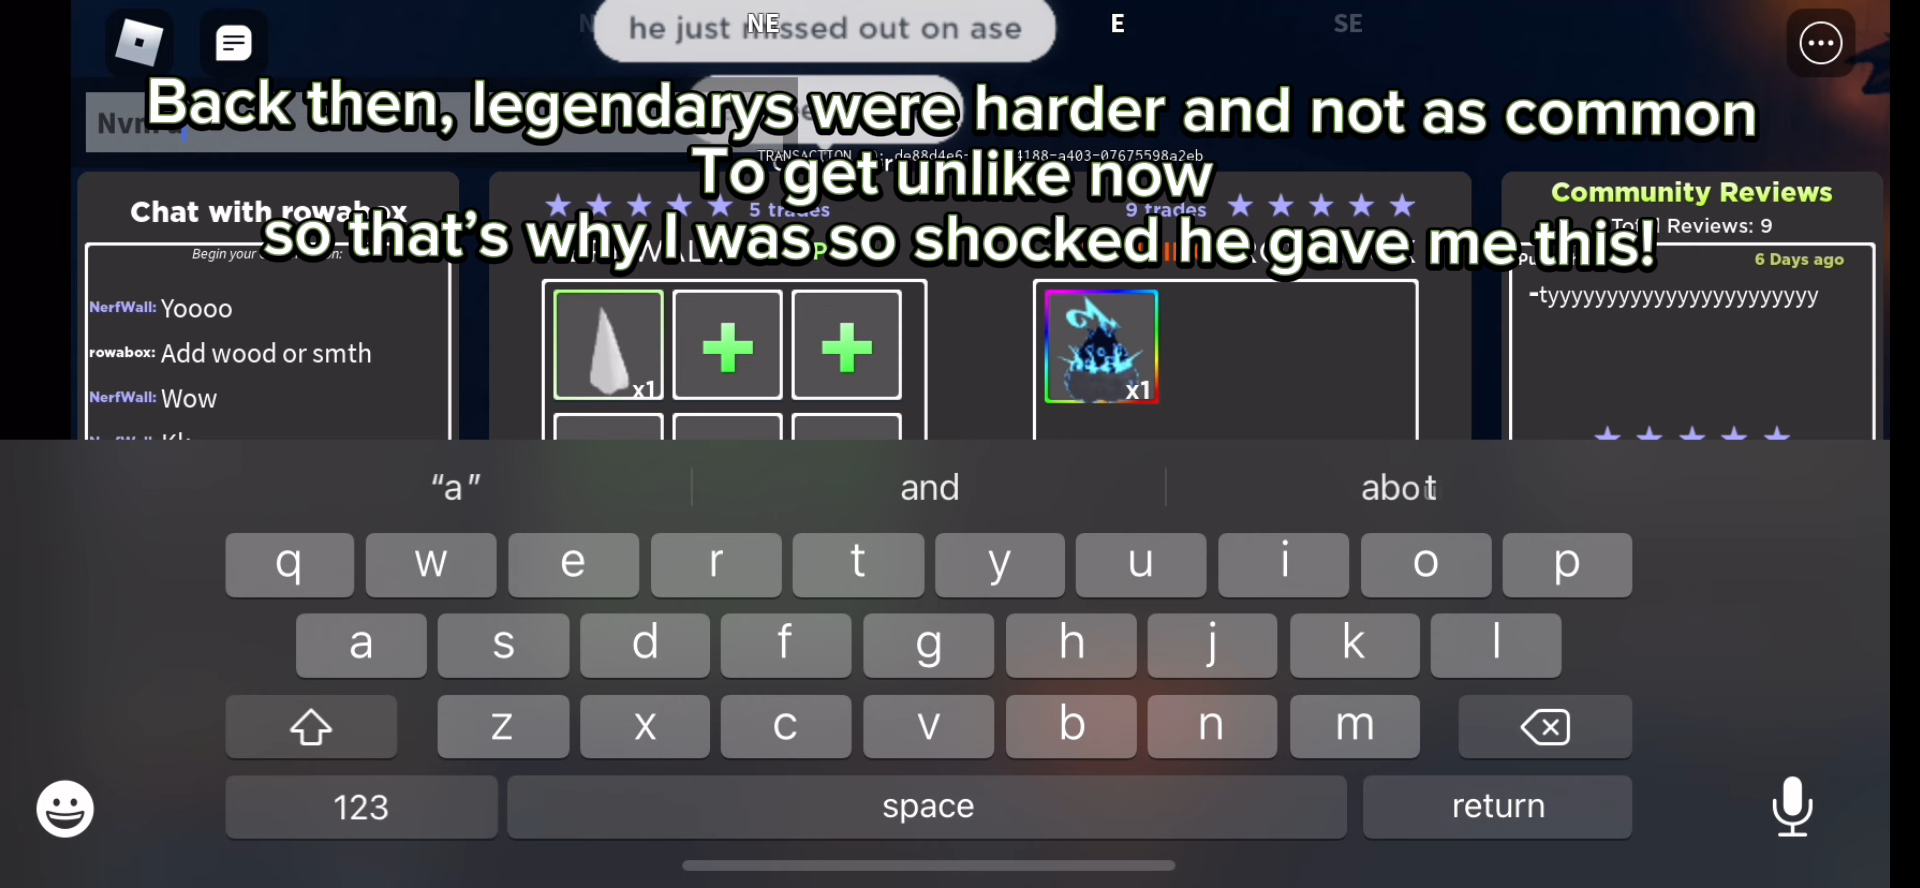 NE E SE
he just missed out on ase
Back then, legendarys were harder and not as common
To get unlike now
so that's why I was so shocked he gave me this!
Chat with rowabox
NerfWall: Yoooo
rowabox: Add wood or smth
NerfWall: Wow
5 trades
x1
9 trades
x1
Community Reviews
Total Reviews: 9
6 Days ago
-tyyyyyyyyyyyyyyyyyyyyyyy
“a” and
q w e r t y u i o p
a s d f g h j k l
z x c v b n m
123 space return